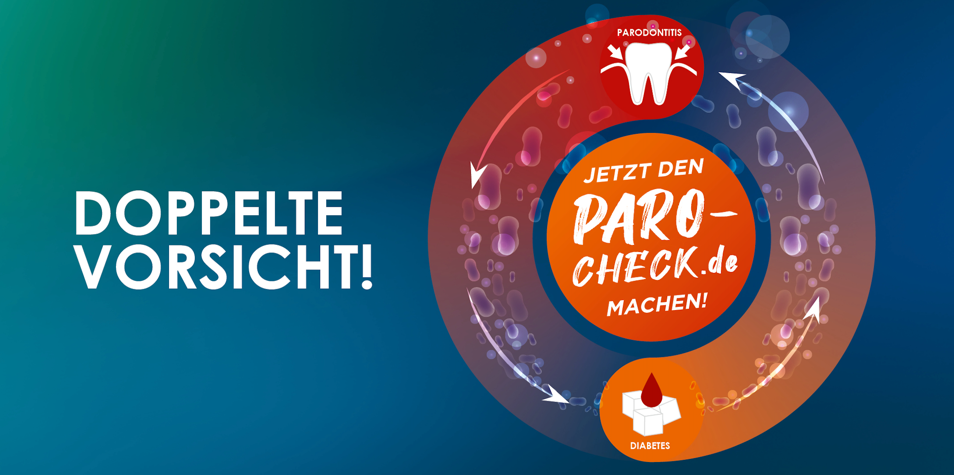 DOPPELTE
VORSICHT!
PARODONTITIS
JETZT DEN
PARO-
CHECK.de
MACHEN!
DIABETES